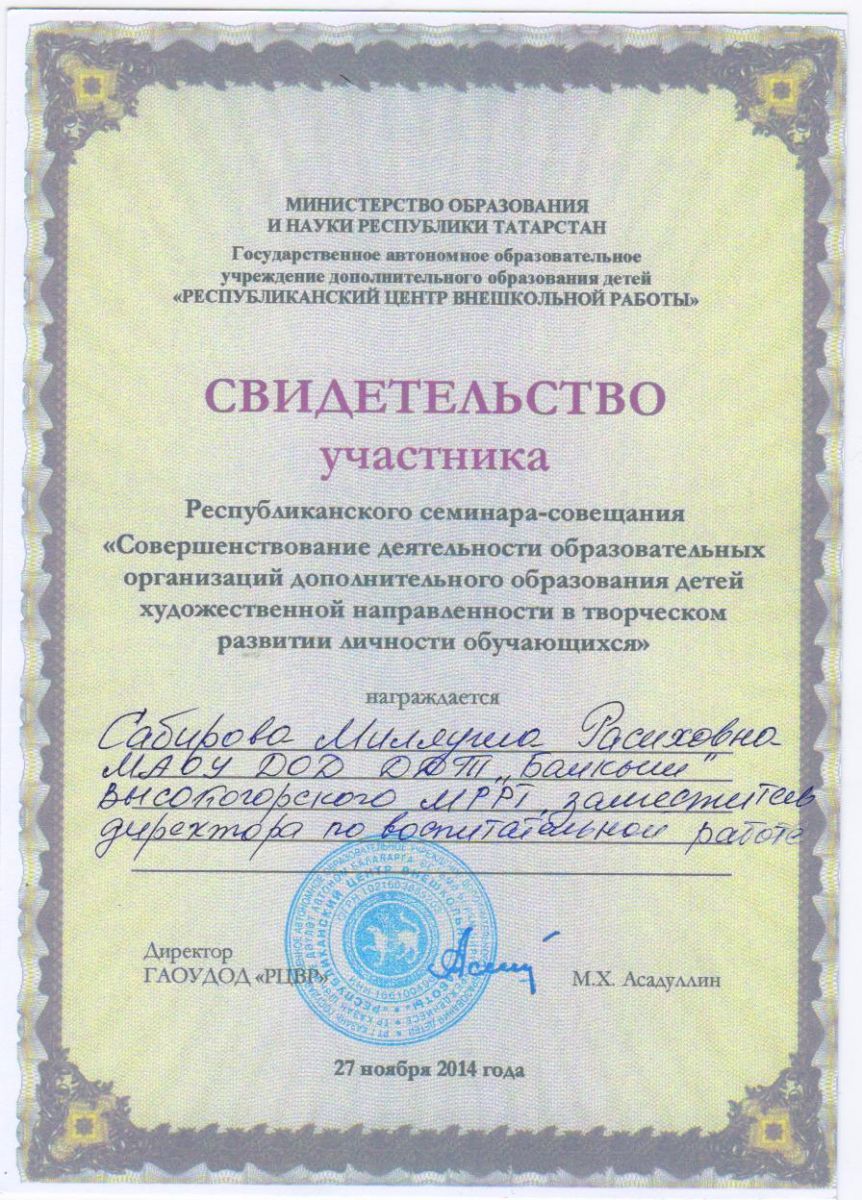 МИНИСТЕРСТВО ОБРАЗОВАНИЯ
И НАУКИ РЕСПУБЛИКИ ТАТАРСТАН
Государственное автономное образовательное
учреждение дополнительного образования детей
«РЕСПУБЛИКАНСКИЙ ЦЕНТР ВНЕШКОЛЬНОЙ РАБОТЫ»
СВИДЕТЕЛЬСТВО
участника
Республиканского семинара-совещания
«Совершенствование деятельности образовательных
организаций дополнительного образования детей
художественной направленности в творческом
развитии личности обучающихся»
награждается
Сабирова Миляуша Расиховна
МАОУ ДОД ДДТ „Балкыш"
Высокогорского МРРТ, заместитель
директора по воспитательной работе
Директор
ГАОУДОД «РЦВР»
М.Х. Асадуллин
27 ноября 2014 года